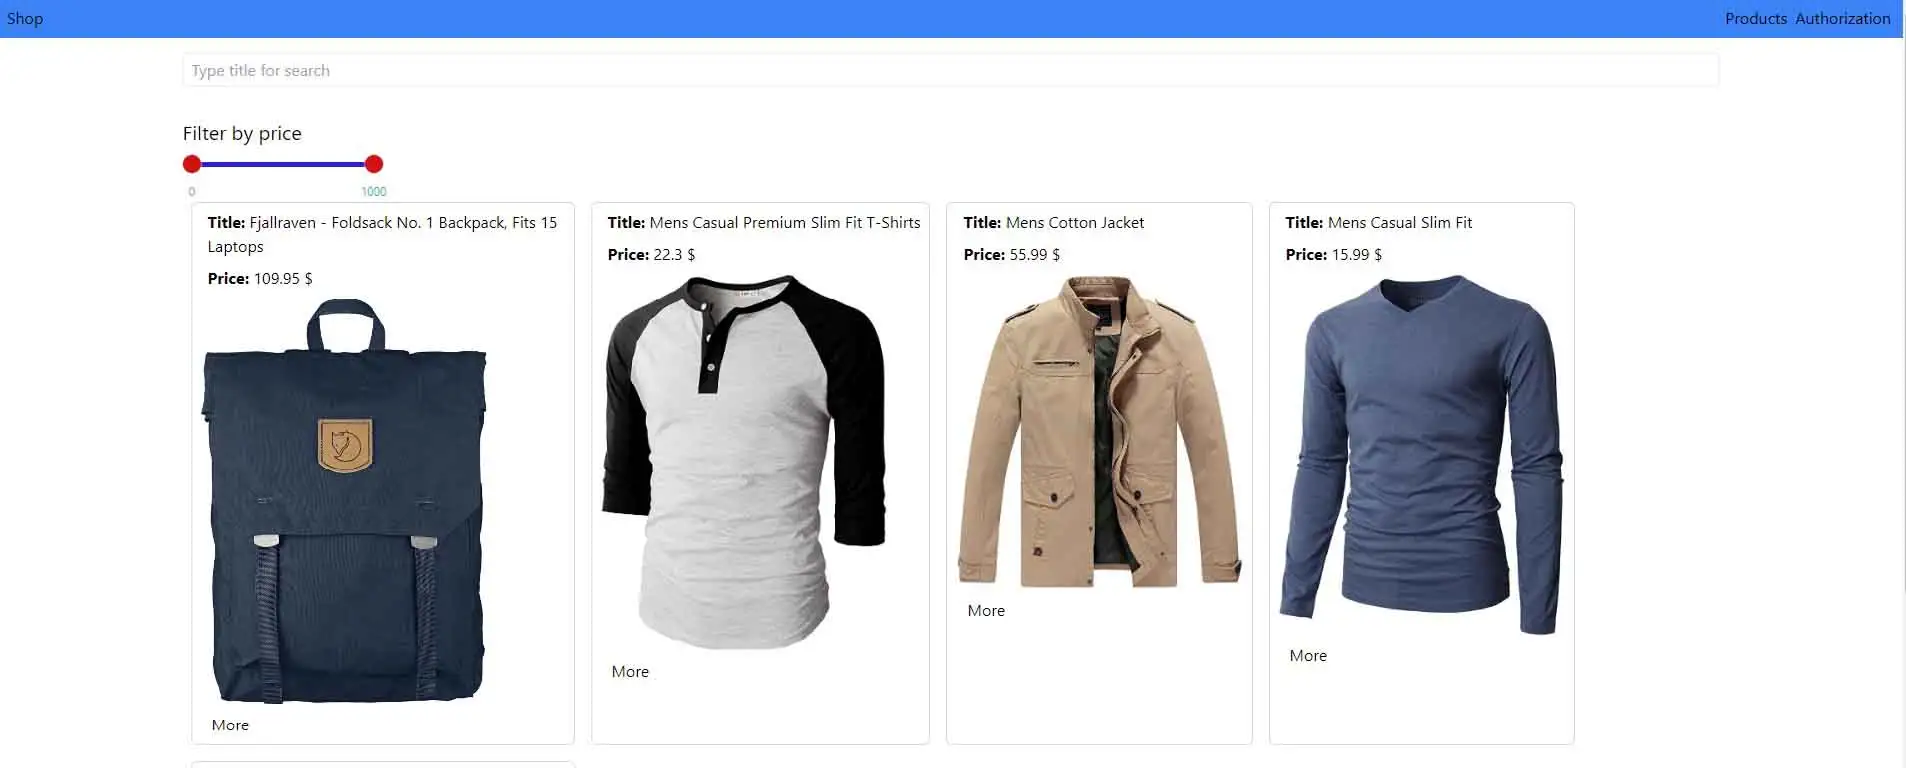 Shop
Products Authorization
Type title for search
Filter by price
0
1000
Title: Fjallraven - Foldsack No. 1 Backpack, Fits 15
Laptops
Price: 109.95 $
More
Title: Mens Casual Premium Slim Fit T-Shirts
Price: 22.3 $
More
Title: Mens Cotton Jacket
Price: 55.99 $
More
Title: Mens Casual Slim Fit
Price: 15.99 $
More